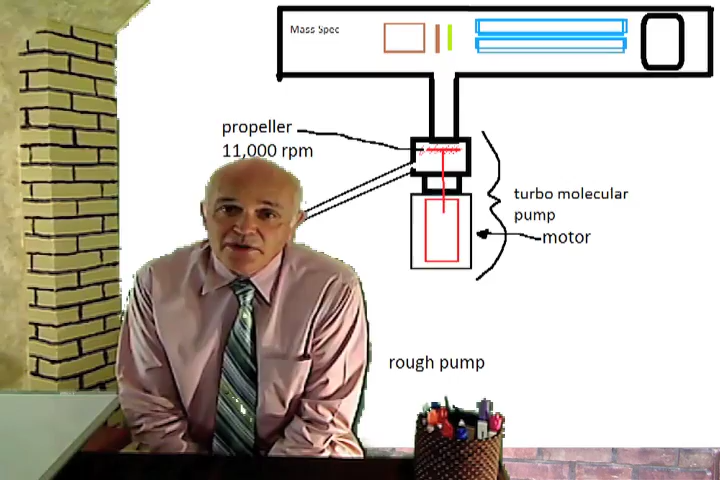 Mass Spec
propeller
11,000 rpm
turbo molecular
pump
motor
rough pump